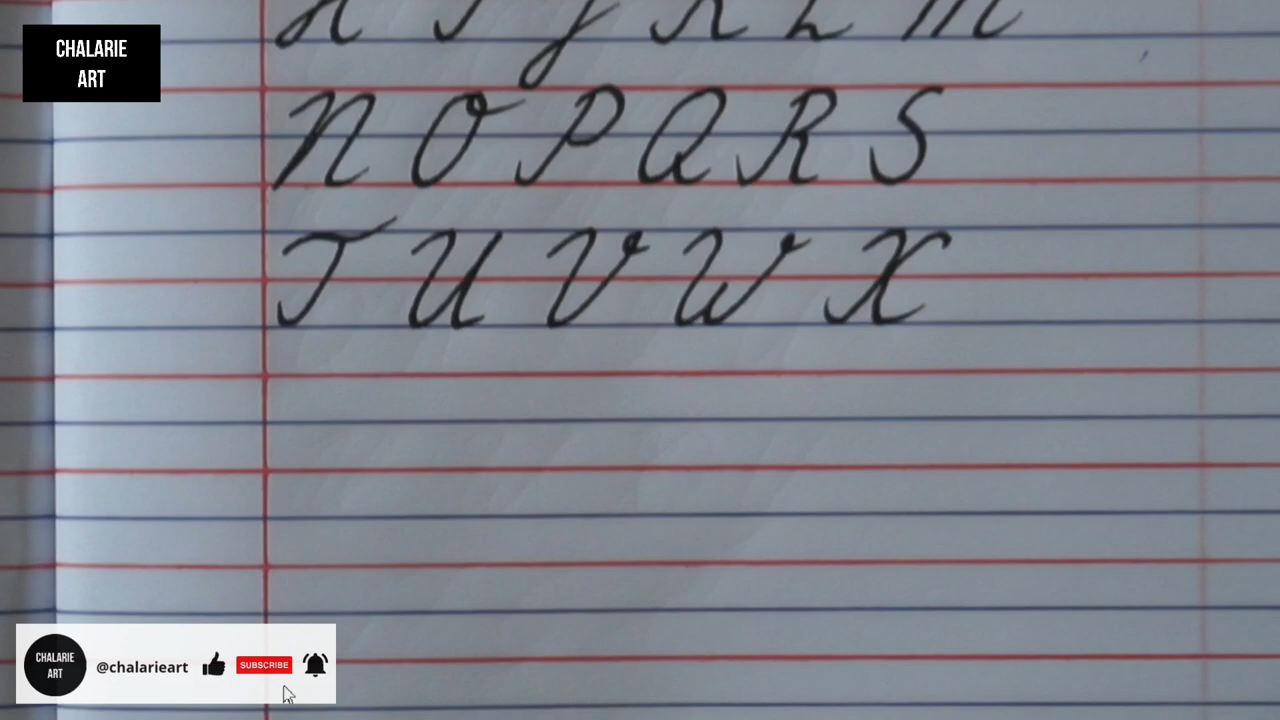 CHALARIE
ART
H I J K L M
N O P Q R S
T U V W X
CHALARIE
ART
@chalarieart
SUBSCRIBE